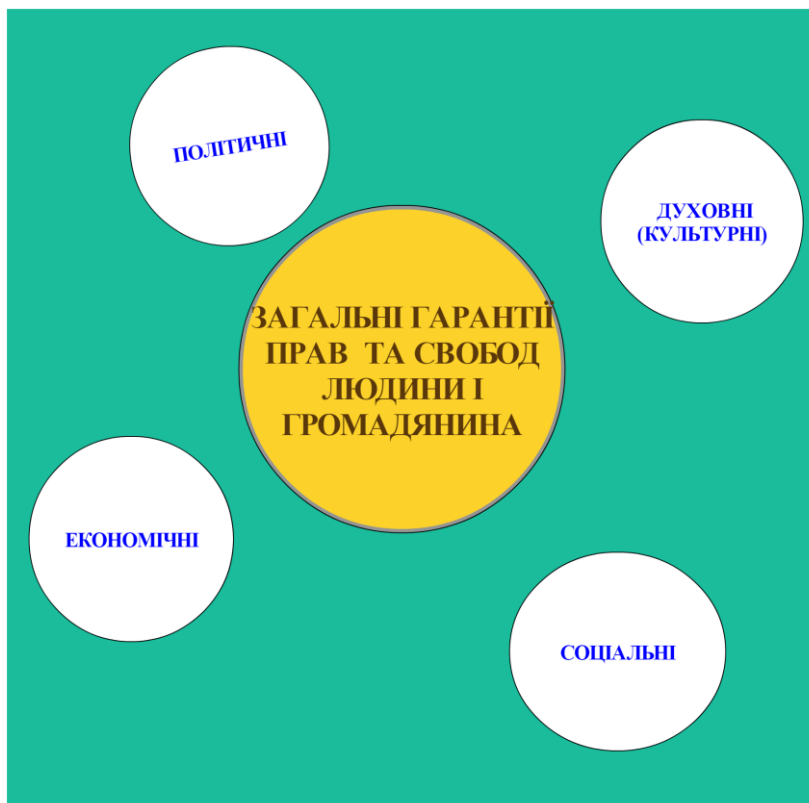 ПОЛІТИЧНІ
ДУХОВНІ
(КУЛЬТУРНІ)
ЗАГАЛЬНІ ГАРАНТІЇ
ПРАВ ТА СВОБОД
ЛЮДИНИ І
ГРОМАДЯНИНА
ЕКОНОМІЧНІ
СОЦІАЛЬНІ